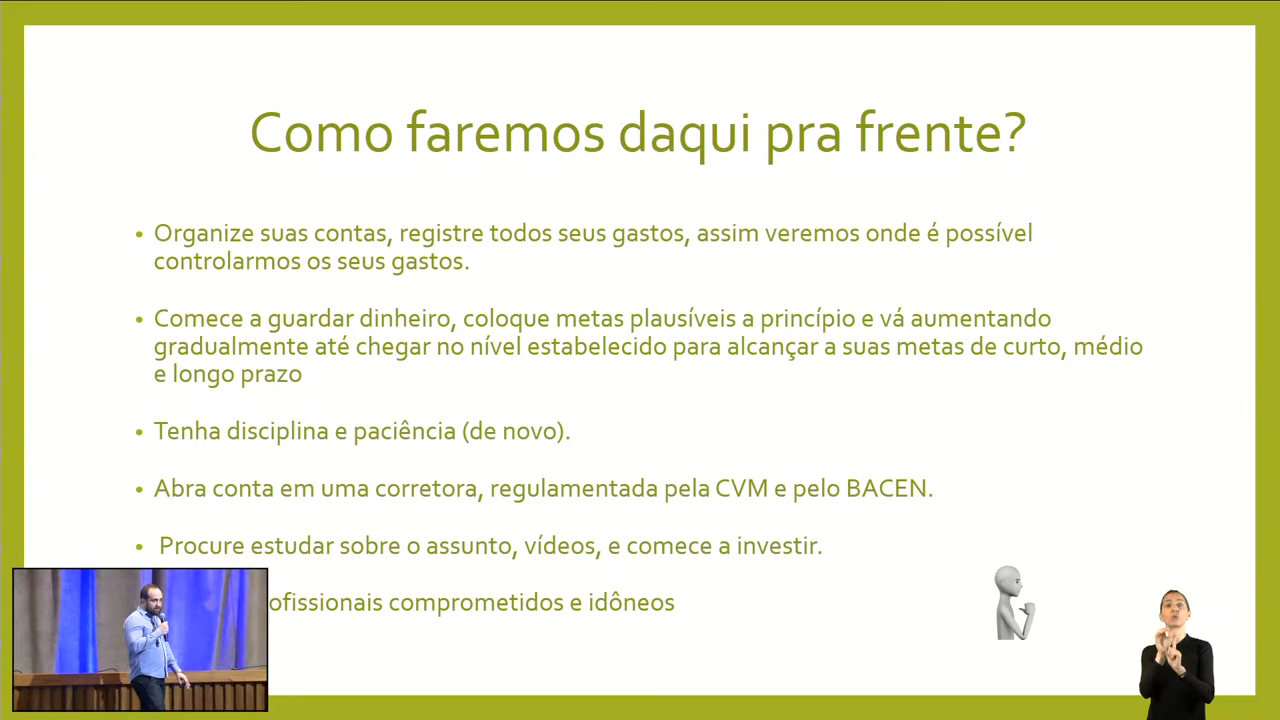 Como faremos daqui pra frente?
• Organize suas contas, registre todos seus gastos, assim veremos onde é possível
controlarmos os seus gastos.
• Comece a guardar dinheiro, coloque metas plausíveis a princípio e vá aumentando
gradualmente até chegar no nível estabelecido para alcançar a suas metas de curto, médio
e longo prazo
• Tenha disciplina e paciência (de novo).
• Abra conta em uma corretora, regulamentada pela CVM e pelo BACEN.
• Procure estudar sobre o assunto, vídeos, e comece a investir.
comprometidos e idôneos